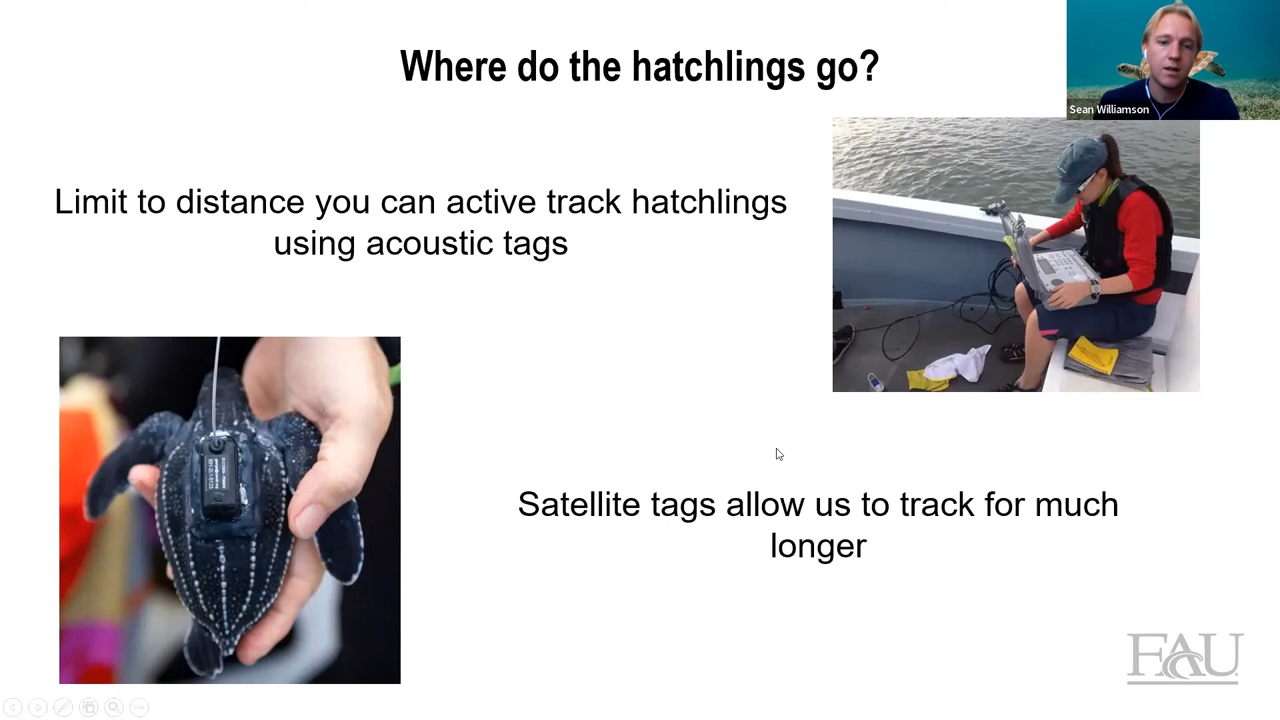 Where do the hatchlings go?
Sean Williamson
Limit to distance you can active track hatchlings
using acoustic tags
Satellite tags allow us to track for much
longer
FAU